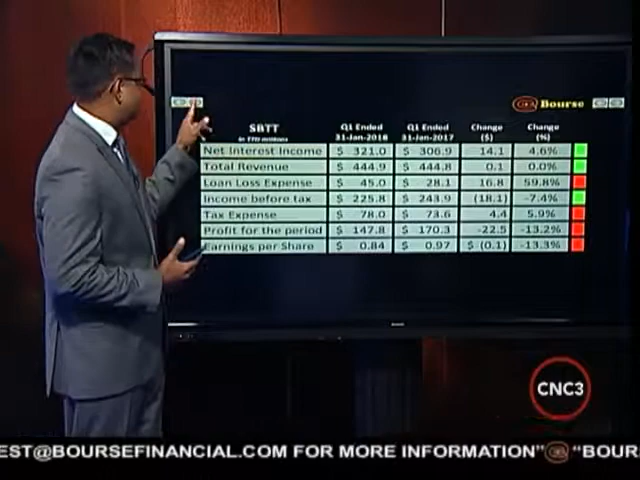 Bourse
SBTT Q1 Ended Q1 Ended Change Change
in TTD millions 31-Jan-2018 31-Jan-2017 ($) (%)
Net Interest Income $ 321.0 $ 306.9 14.1 4.6%
Total Revenue $ 444.9 $ 444.8 0.1 0.0%
Loan Loss Expense $ 45.0 $ 28.1 16.8 59.8%
Income before tax $ 225.8 $ 243.9 (18.1) -7.4%
Tax Expense $ 78.0 $ 73.6 4.4 5.9%
Profit for the period $ 147.8 $ 170.3 -22.5 -13.2%
Earnings per Share $ 0.84 $ 0.97 $ (0.1) -13.3%
CNC3
EST@BOURSEFINANCIAL.COM FOR MORE INFORMATION" "BOUR